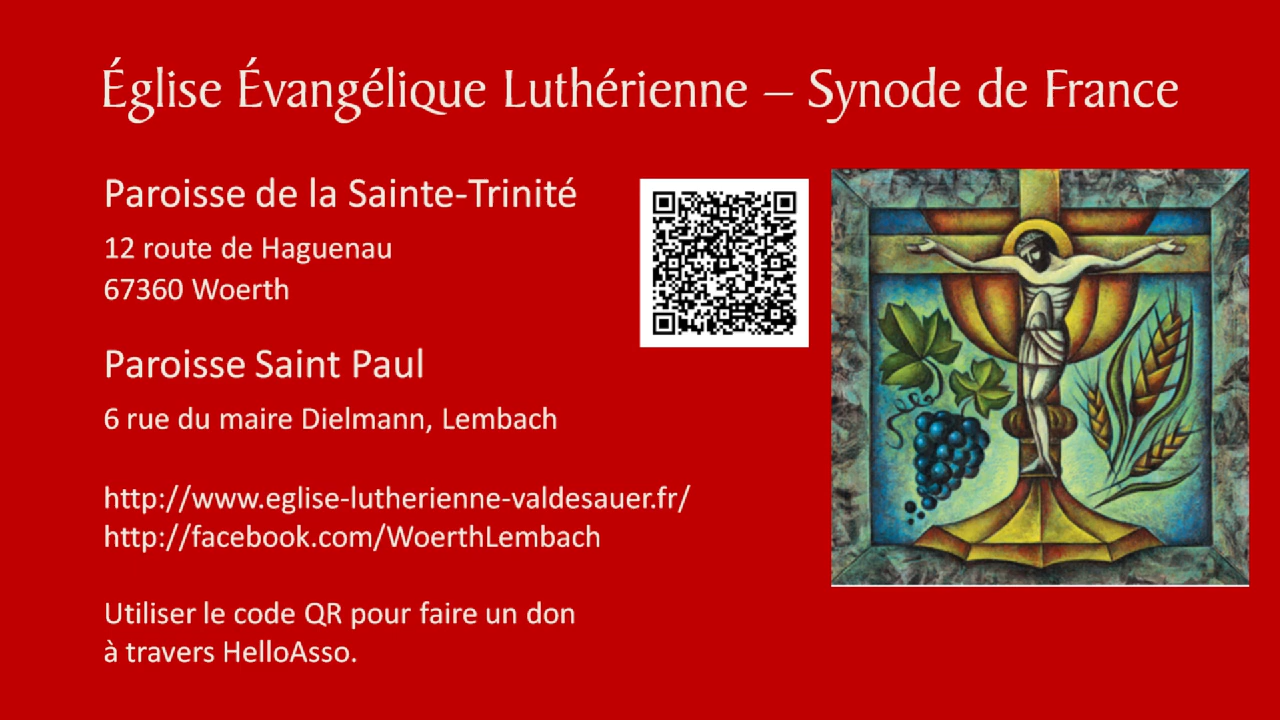 Église Évangélique Luthérienne – Synode de France
Paroisse de la Sainte-Trinité
12 route de Haguenau
67360 Woerth
Paroisse Saint Paul
6 rue du maire Dielmann, Lembach
http://www.eglise-lutherienne-valdesauer.fr/
http://facebook.com/WoerthLembach
Utiliser le code QR pour faire un don
à travers HelloAsso.